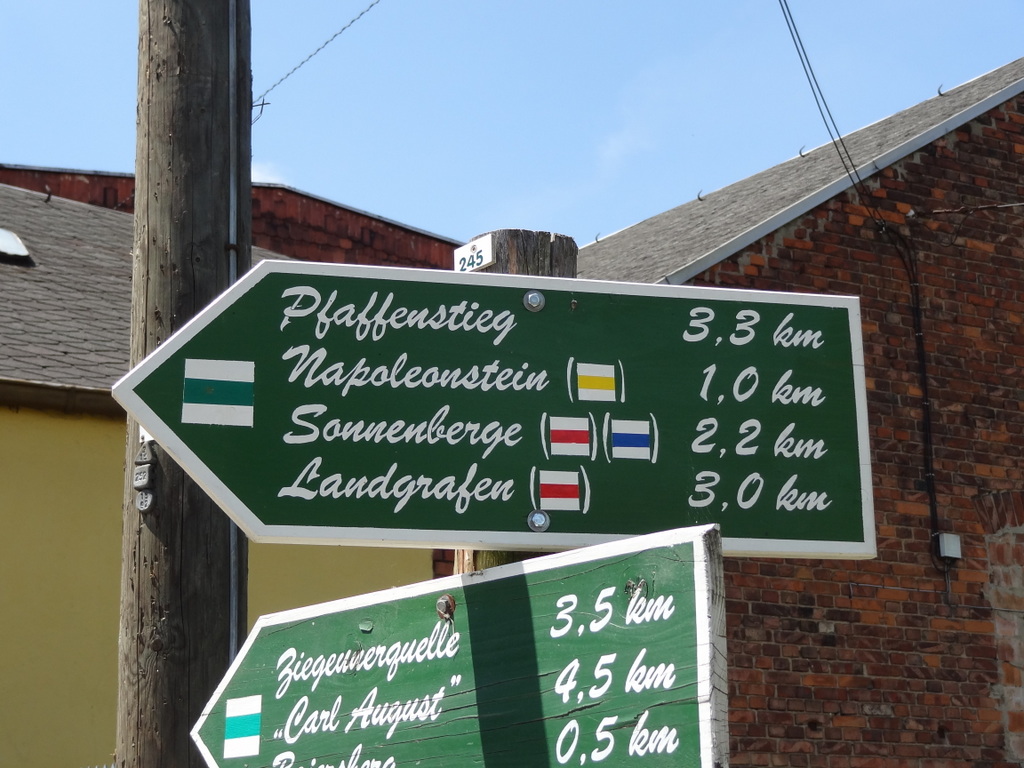 245
Pfaffenstieg 3,3 km
Napoleonstein ( ) 1,0 km
Sonnenberge ( ) ( ) 2,2 km
Landgrafen ( ) 3,0 km
Ziegennerquelle 3,5 km
„Carl August” 4,5 km
0,5 km